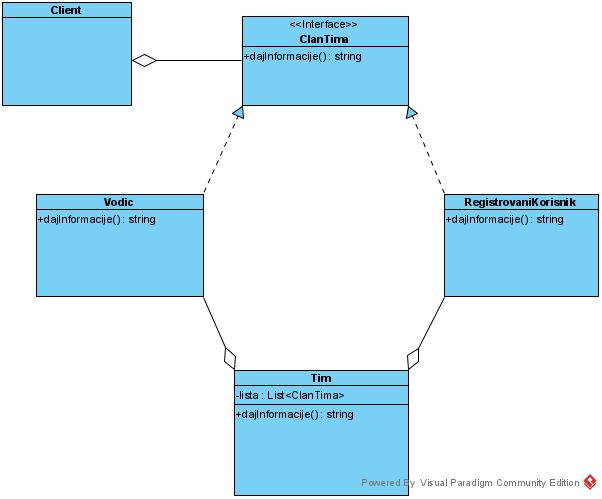 Client
<<Interface>>
ClanTima
+dajInformacije() : string
Vodic
+dajInformacije() : string
RegistrovaniKorisnik
+dajInformacije() : string
Tim
-lista : List<ClanTima>
+dajInformacije() : string
Powered By Visual Paradigm Community Edition